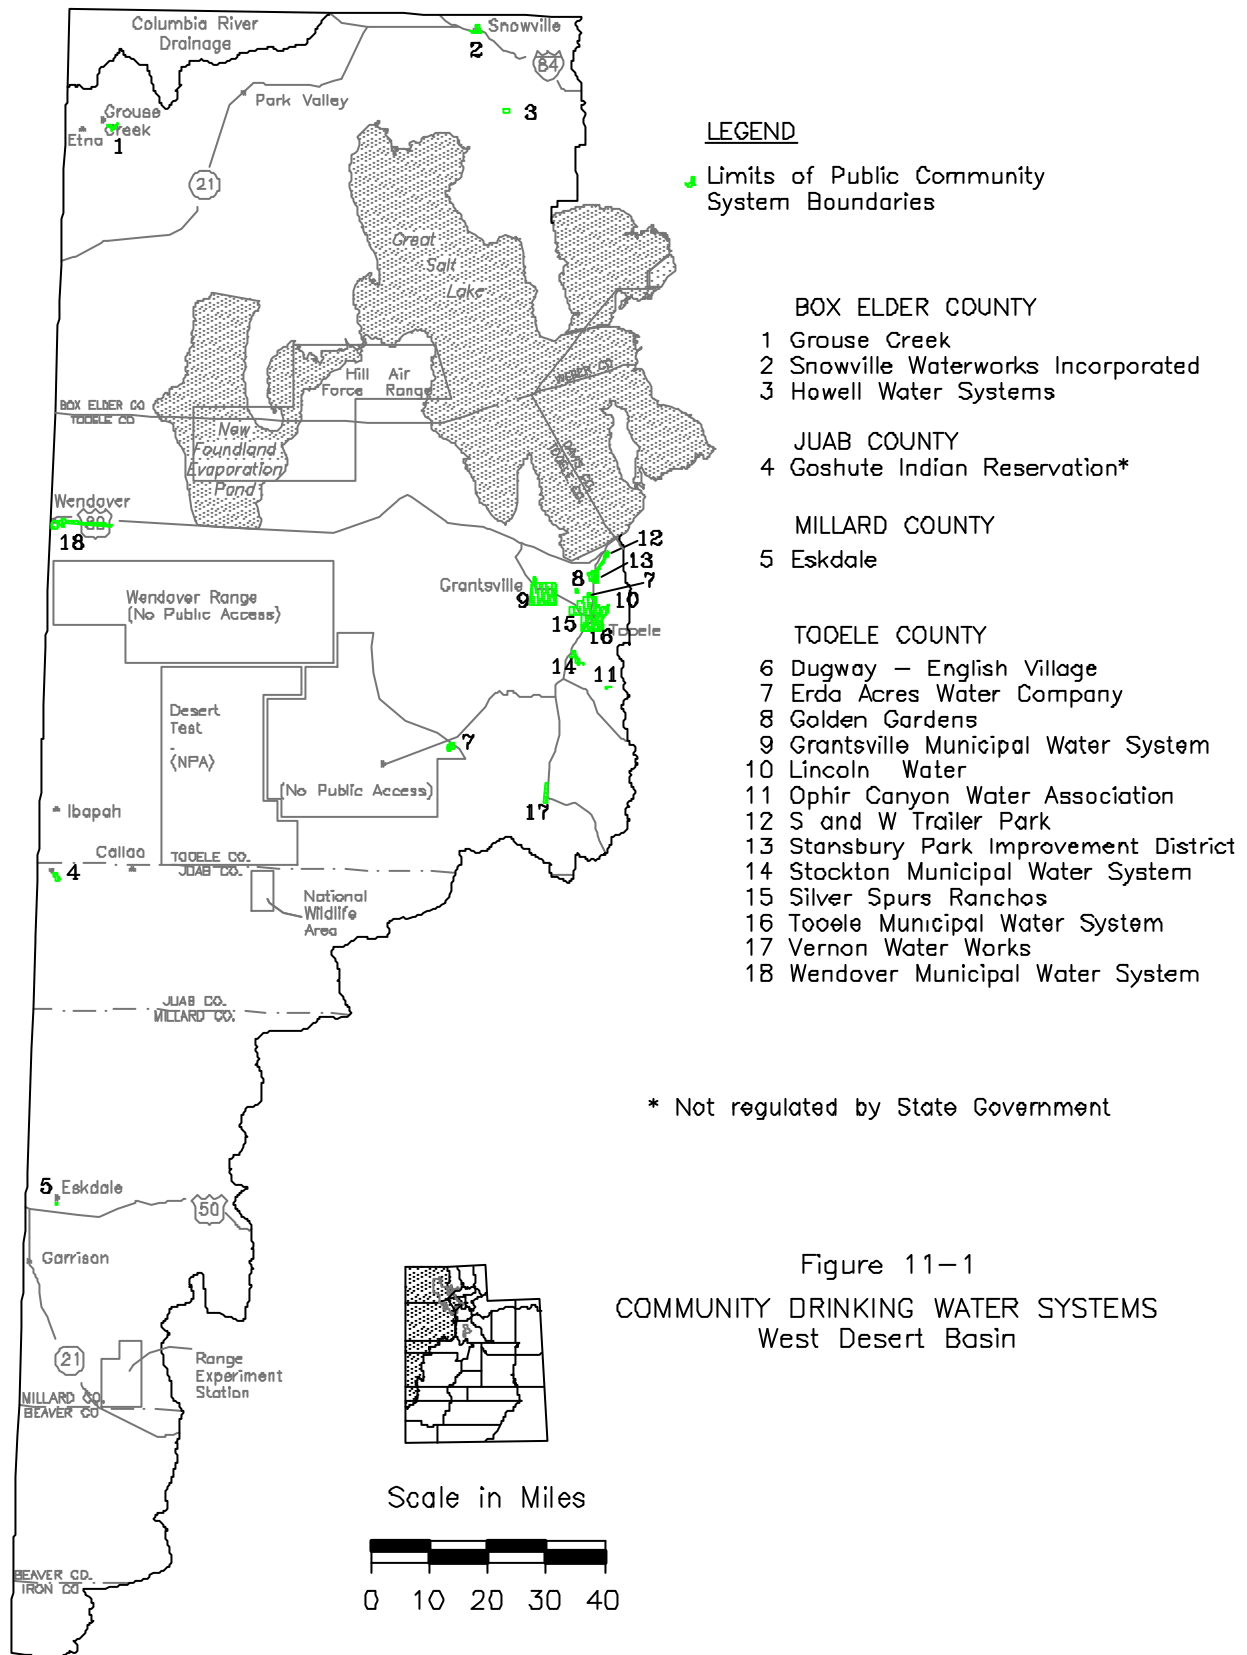 Columbia River
Drainage
Snowville
2
84
Park Valley
3
Grouse
Creek
Etna
1
21
Great
Salt
Lake
Hill Air
Force Range
WEBER CO
BOX ELDER CO
TOOELE CO
New
Foundland
Evaporation
Pond
DAVIS CO.
TOOELE CO.
Wendover
80
18
12
13
Grantsville
8
7
9
10
15
16
Tooele
Wendover Range
(No Public Access)
14
11
Desert
Test
-
(NPA)
7
(No Public Access)
17
Ibapah
Callao
TOOELE CO.
JUAB CO.
4
National
Wildlife
Area
JUAB CO.
MILLARD CO.
5
Eskdale
50
Garrison
21
Range
Experiment
Station
MILLARD CO.
BEAVER CO
BEAVER CO.
IRON CO
LEGEND
Limits of Public Community
System Boundaries
BOX ELDER COUNTY
1 Grouse Creek
2 Snowville Waterworks Incorporated
3 Howell Water Systems
JUAB COUNTY
4 Goshute Indian Reservation*
MILLARD COUNTY
5 Eskdale
TOOELE COUNTY
6 Dugway - English Village
7 Erda Acres Water Company
8 Golden Gardens
9 Grantsville Municipal Water System
10 Lincoln Water
11 Ophir Canyon Water Association
12 S and W Trailer Park
13 Stansbury Park Improvement District
14 Stockton Municipal Water System
15 Silver Spurs Ranchos
16 Tooele Municipal Water System
17 Vernon Water Works
18 Wendover Municipal Water System
* Not regulated by State Government
Figure 11-1
COMMUNITY DRINKING WATER SYSTEMS
West Desert Basin
Scale in Miles
0 10 20 30 40